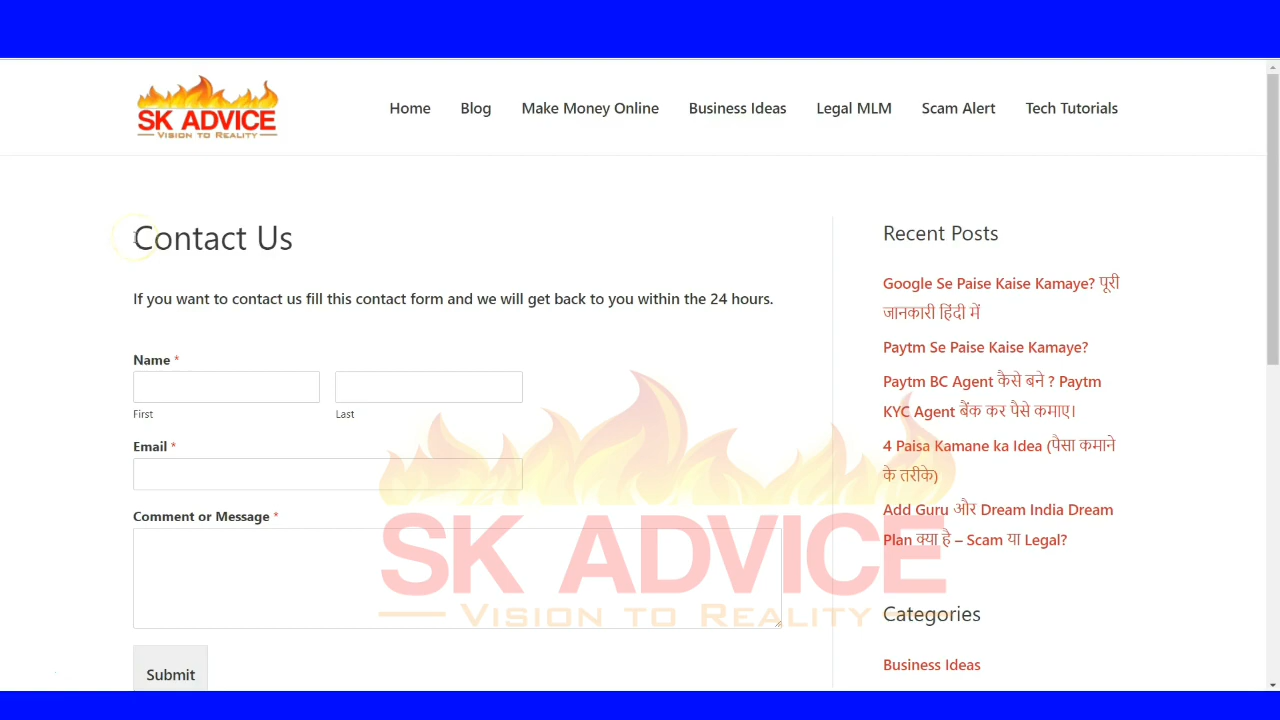 SK ADVICE
VISION TO REALITY
Home Blog Make Money Online Business Ideas Legal MLM Scam Alert Tech Tutorials
Contact Us
If you want to contact us fill this contact form and we will get back to you within the 24 hours.
Name *
First Last
Email *
Comment or Message *
Submit
SK ADVICE
VISION TO REALITY
Recent Posts
Google Se Paise Kaise Kamaye? पूरी
जानकारी हिंदी में
Paytm Se Paise Kaise Kamaye?
Paytm BC Agent कैसे बने ? Paytm
KYC Agent बैंक कर पैसे कमाए।
4 Paisa Kamane ka Idea (पैसा कमाने
के तरीके)
Add Guru और Dream India Dream
Plan क्या है – Scam या Legal?
Categories
Business Ideas